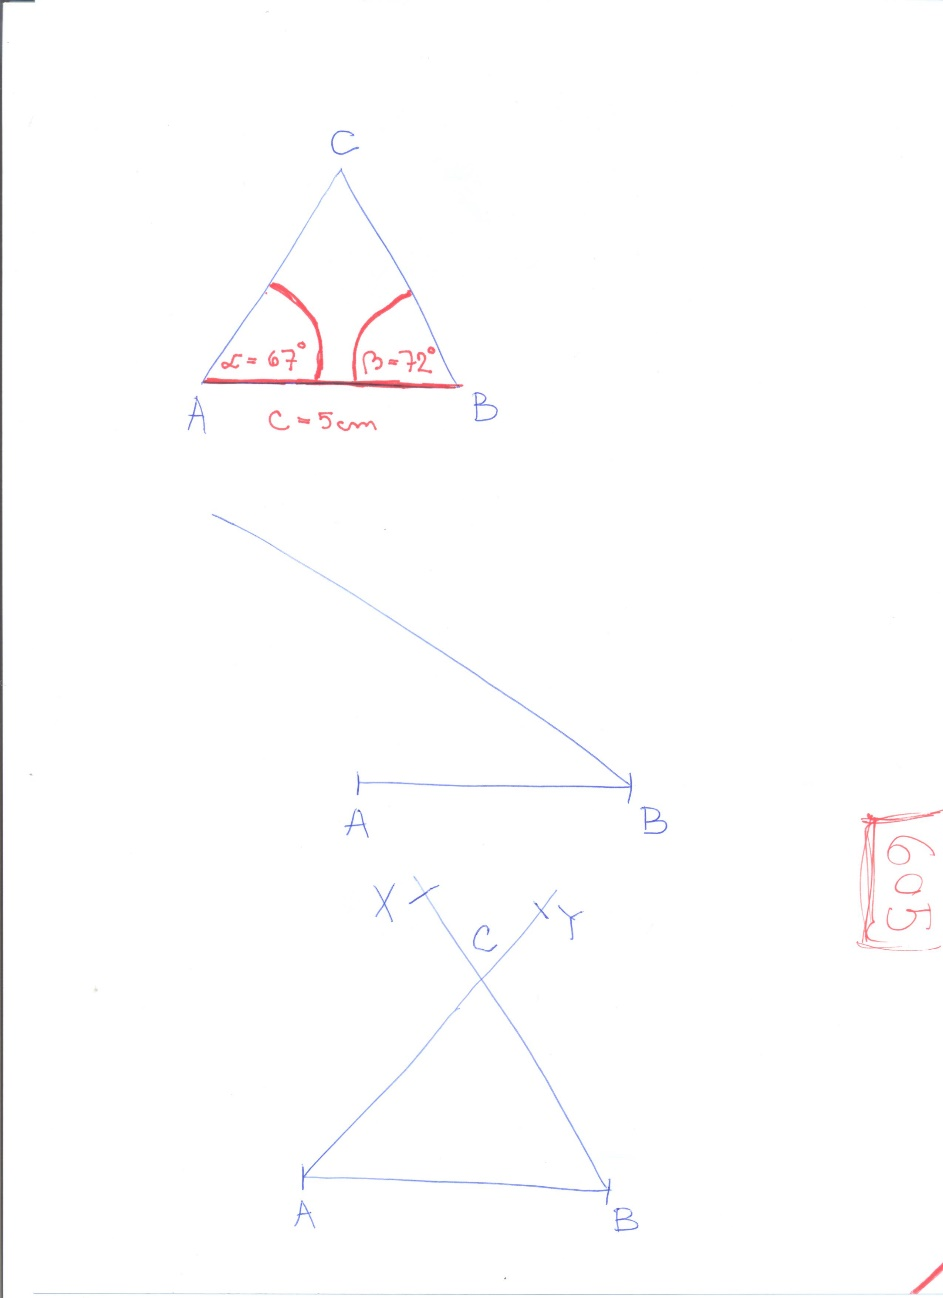 C
α = 67° β = 72°
A B
c = 5cm
A B
605
X Y
C
A B